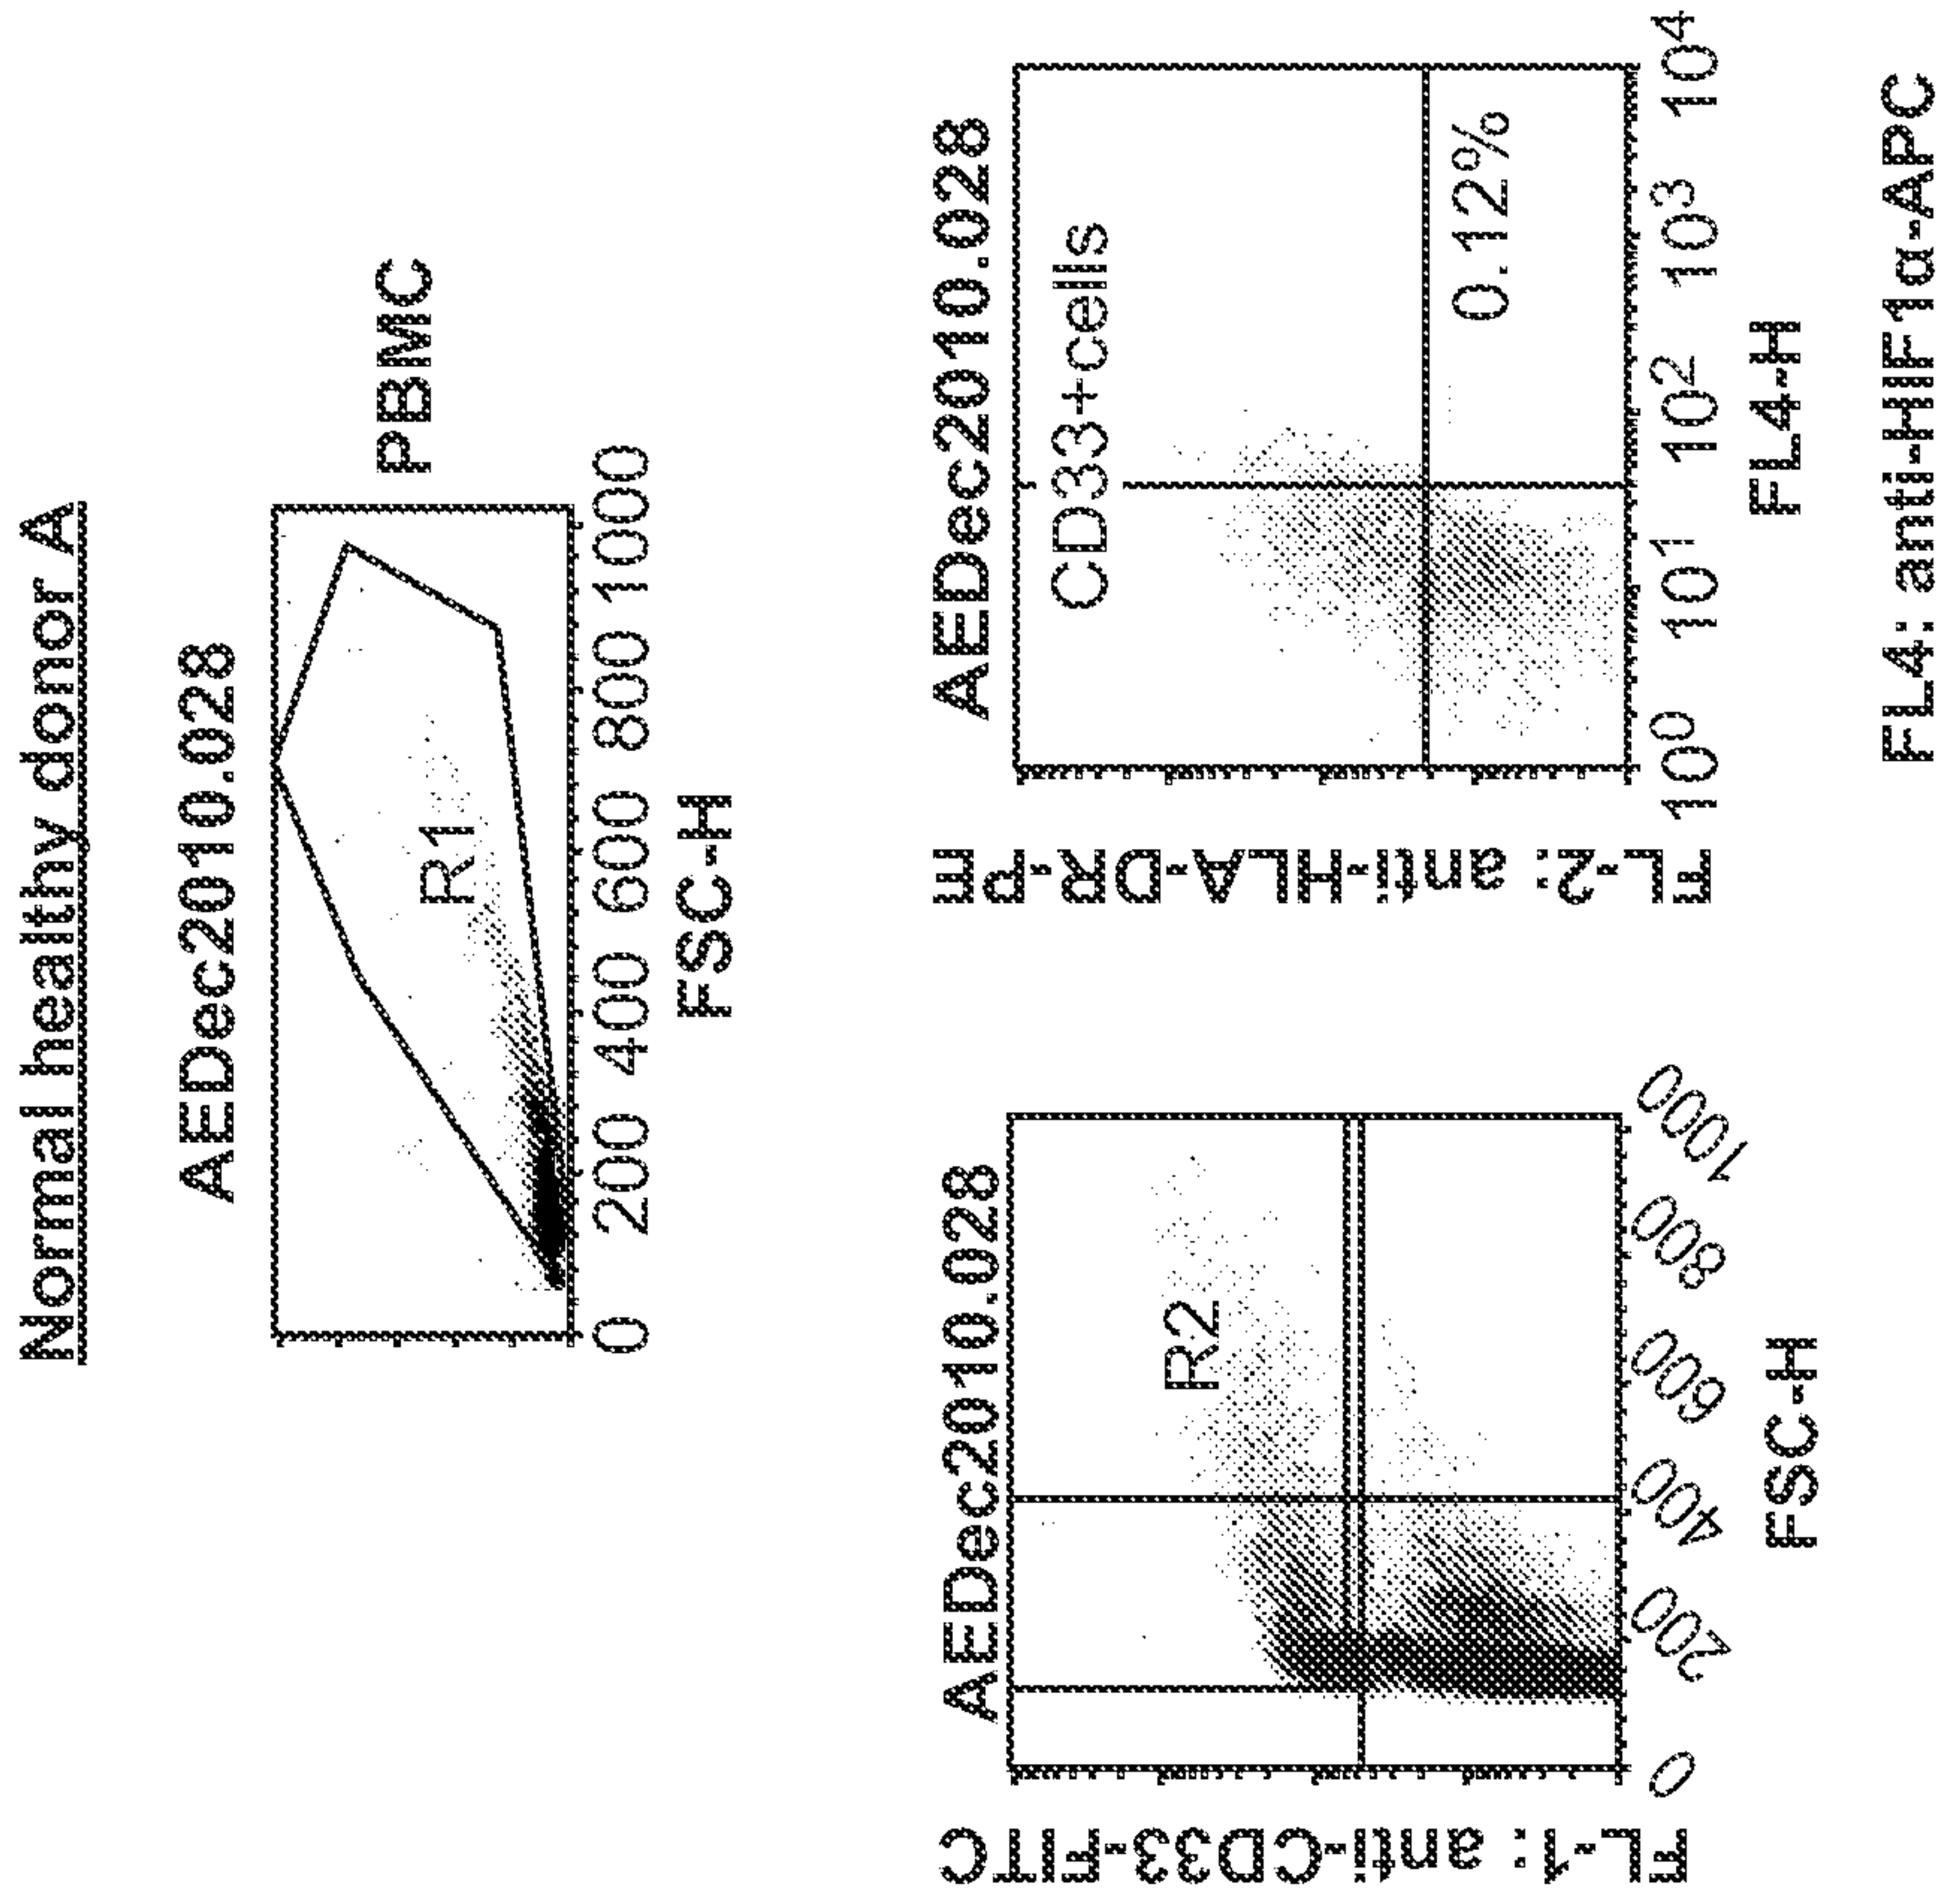 Normal healthy donor A
AEDec2010.028
R1
PBMC
0 200 400 600 800 1000
FSC-H
AEDec2010.028
FL-1: anti-CD33-FITC
R2
0 200 400 600 800 1000
FSC-H
AEDec2010.028
FL-2: anti-HLA-DR-PE
CD33+cells
0.12%
10⁰ 10¹ 10² 10³ 10⁴
FL4-H
FL4: anti-HIF1α-APC